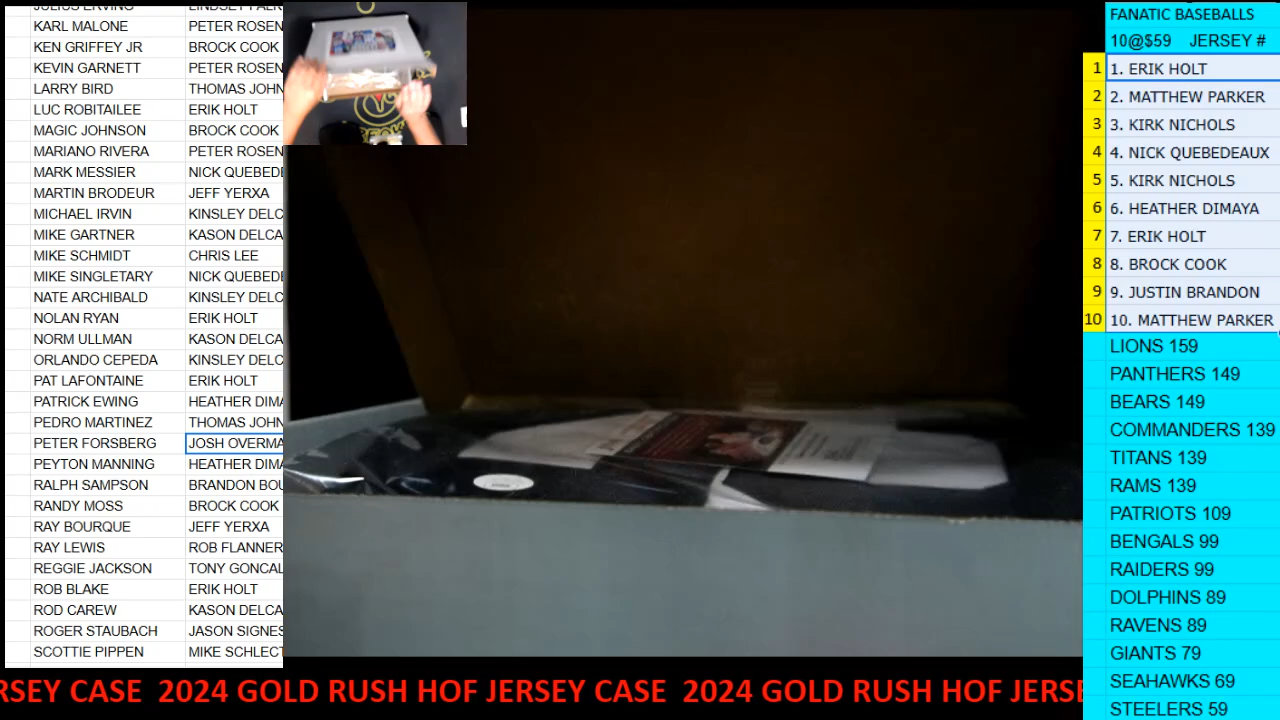 JULIUS ERVING
KARL MALONE PETER ROSEN
KEN GRIFFEY JR BROCK COOK
KEVIN GARNETT PETER ROSEN
LARRY BIRD THOMAS JOHN
LUC ROBITAILEE ERIK HOLT
MAGIC JOHNSON BROCK COOK
MARIANO RIVERA PETER ROSEN
MARK MESSIER NICK QUEBED
MARTIN BRODEUR JEFF YERXA
MICHAEL IRVIN KINSLEY DELC
MIKE GARTNER KASON DELCA
MIKE SCHMIDT CHRIS LEE
MIKE SINGLETARY NICK QUEBED
NATE ARCHIBALD KINSLEY DELC
NOLAN RYAN ERIK HOLT
NORM ULLMAN KASON DELCA
ORLANDO CEPEDA KINSLEY DELC
PAT LAFONTAINE ERIK HOLT
PATRICK EWING HEATHER DIMA
PEDRO MARTINEZ THOMAS JOHN
PETER FORSBERG JOSH OVERMA
PEYTON MANNING HEATHER DIMA
RALPH SAMPSON BRANDON BOU
RANDY MOSS BROCK COOK
RAY BOURQUE JEFF YERXA
RAY LEWIS ROB FLANNER
REGGIE JACKSON TONY GONCAL
ROB BLAKE ERIK HOLT
ROD CAREW KASON DELCA
ROGER STAUBACH JASON SIGNES
SCOTTIE PIPPEN MIKE SCHLECT
FANATIC BASEBALLS
10@$59 JERSEY #
1 1. ERIK HOLT
2 2. MATTHEW PARKER
3 3. KIRK NICHOLS
4 4. NICK QUEBEDEAUX
5 5. KIRK NICHOLS
6 6. HEATHER DIMAYA
7 7. ERIK HOLT
8 8. BROCK COOK
9 9. JUSTIN BRANDON
10 10. MATTHEW PARKER
LIONS 159
PANTHERS 149
BEARS 149
COMMANDERS 139
TITANS 139
RAMS 139
PATRIOTS 109
BENGALS 99
RAIDERS 99
DOLPHINS 89
RAVENS 89
GIANTS 79
SEAHAWKS 69
STEELERS 59
RSEY CASE 2024 GOLD RUSH HOF JERSEY CASE 2024 GOLD RUSH HOF JERSE